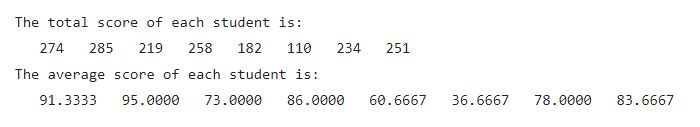 The total score of each student is:
274 285 219 258 182 110 234 251
The average score of each student is:
91.3333 95.0000 73.0000 86.0000 60.6667 36.6667 78.0000 83.6667